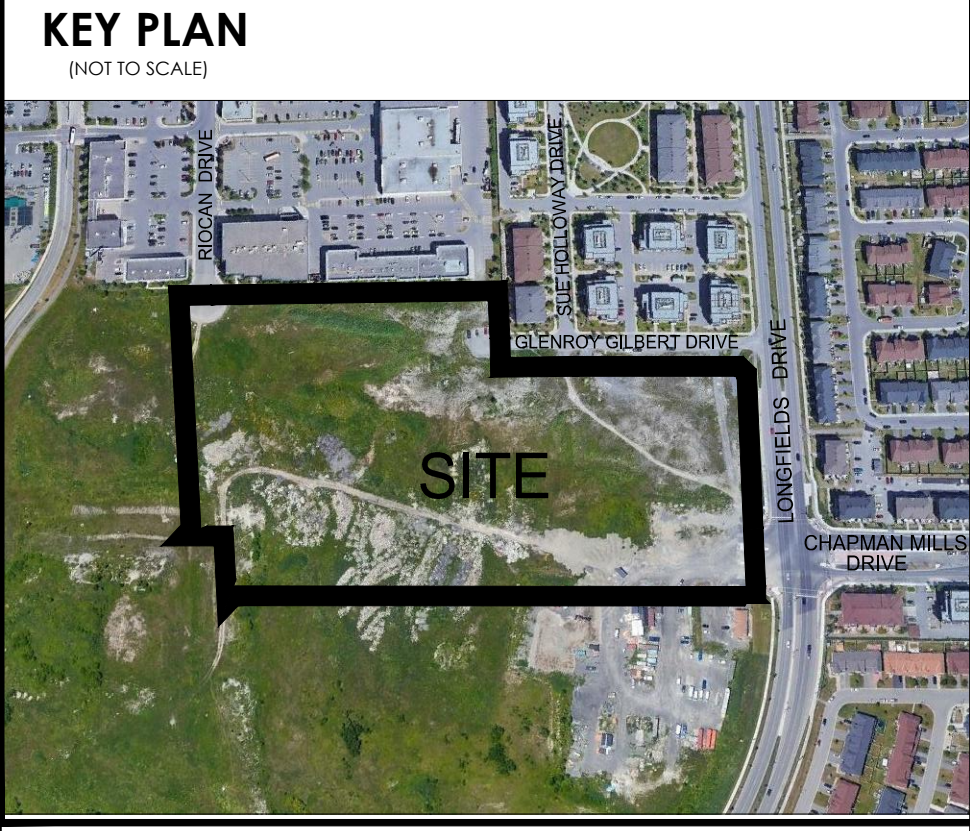 KEY PLAN
(NOT TO SCALE)
RIOCAN DRIVE
SUE HOLLOWAY DRIVE
GLENROY GILBERT DRIVE
LONGFIELDS DRIVE
SITE
CHAPMAN MILLS
DRIVE